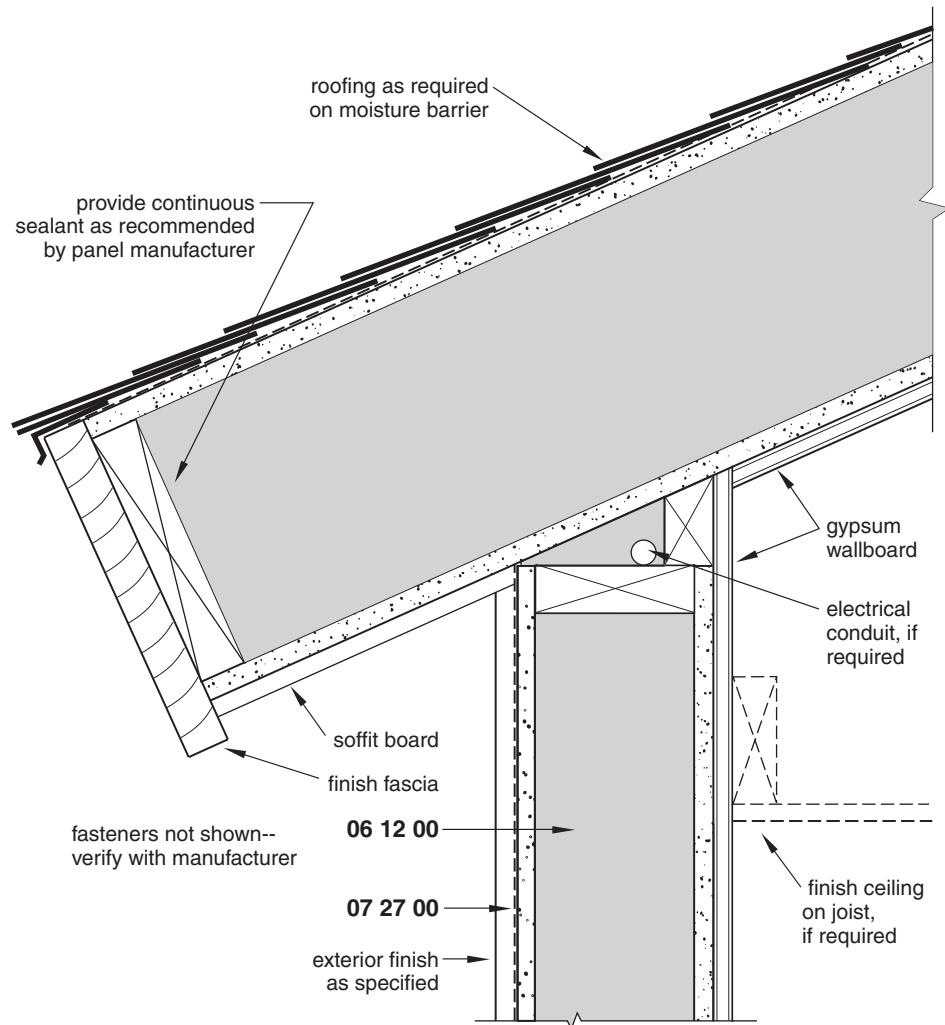 roofing as required
on moisture barrier
provide continuous
sealant as recommended
by panel manufacturer
gypsum
wallboard
electrical
conduit, if
required
soffit board
finish fascia
fasteners not shown--
verify with manufacturer
06 12 00
07 27 00
exterior finish
as specified
finish ceiling
on joist,
if required